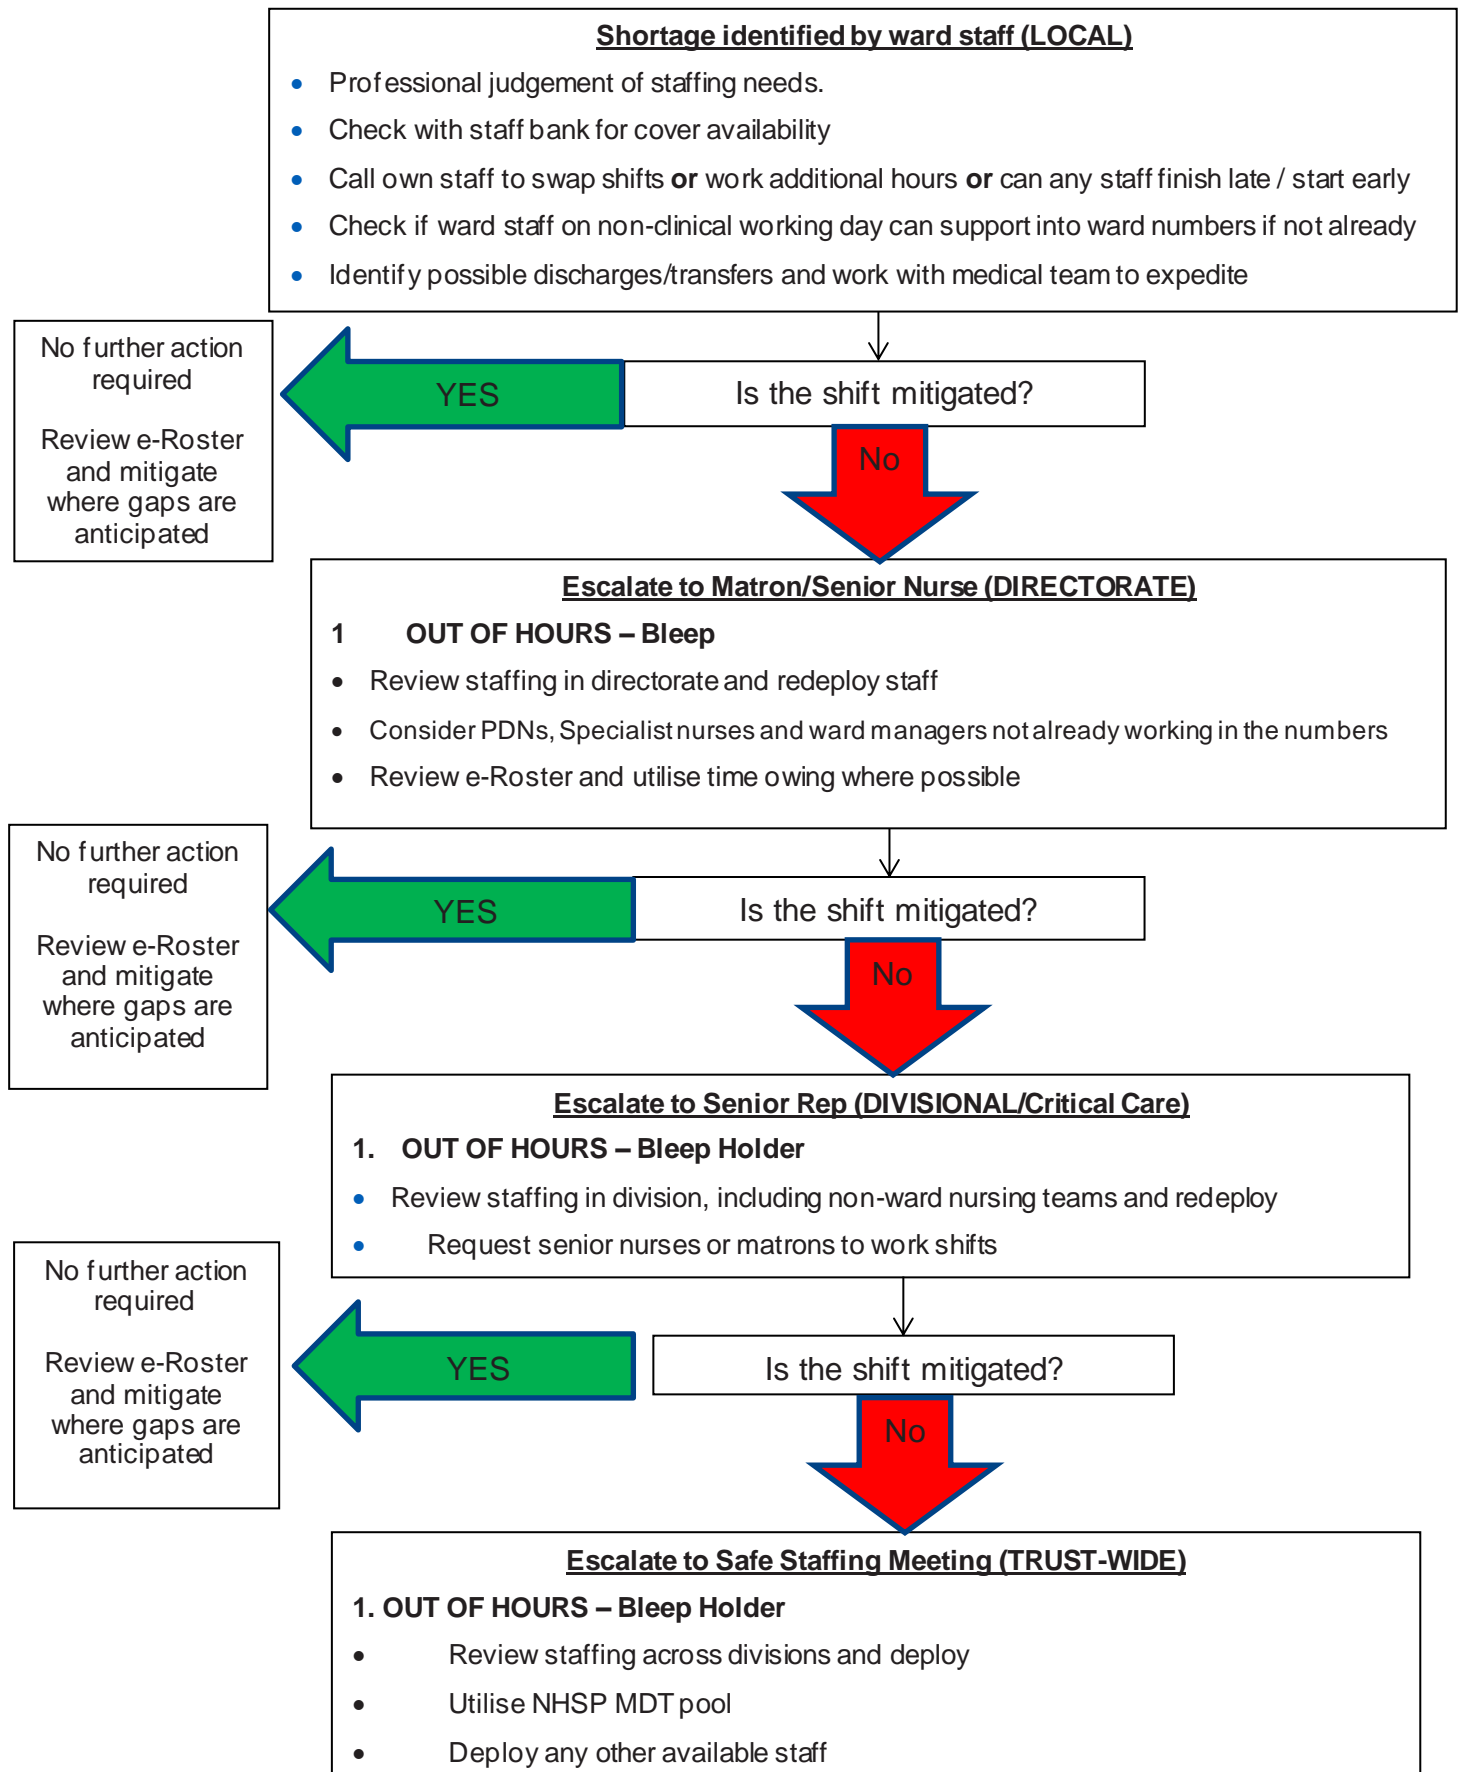 Shortage identified by ward staff (LOCAL)
• Professional judgement of staffing needs.
• Check with staff bank for cover availability
• Call own staff to swap shifts or work additional hours or can any staff finish late / start early
• Check if ward staff on non-clinical working day can support into ward numbers if not already
• Identify possible discharges/transfers and work with medical team to expedite
Is the shift mitigated?
YES
No further action
required
Review e-Roster
and mitigate
where gaps are
anticipated
No
Escalate to Matron/Senior Nurse (DIRECTORATE)
1 OUT OF HOURS – Bleep
• Review staffing in directorate and redeploy staff
• Consider PDNs, Specialist nurses and ward managers not already working in the numbers
• Review e-Roster and utilise time owing where possible
Is the shift mitigated?
YES
No further action
required
Review e-Roster
and mitigate
where gaps are
anticipated
No
Escalate to Senior Rep (DIVISIONAL/Critical Care)
1. OUT OF HOURS – Bleep Holder
• Review staffing in division, including non-ward nursing teams and redeploy
• Request senior nurses or matrons to work shifts
Is the shift mitigated?
YES
No further action
required
Review e-Roster
and mitigate
where gaps are
anticipated
No
Escalate to Safe Staffing Meeting (TRUST-WIDE)
1. OUT OF HOURS – Bleep Holder
• Review staffing across divisions and deploy
• Utilise NHSP MDT pool
• Deploy any other available staff